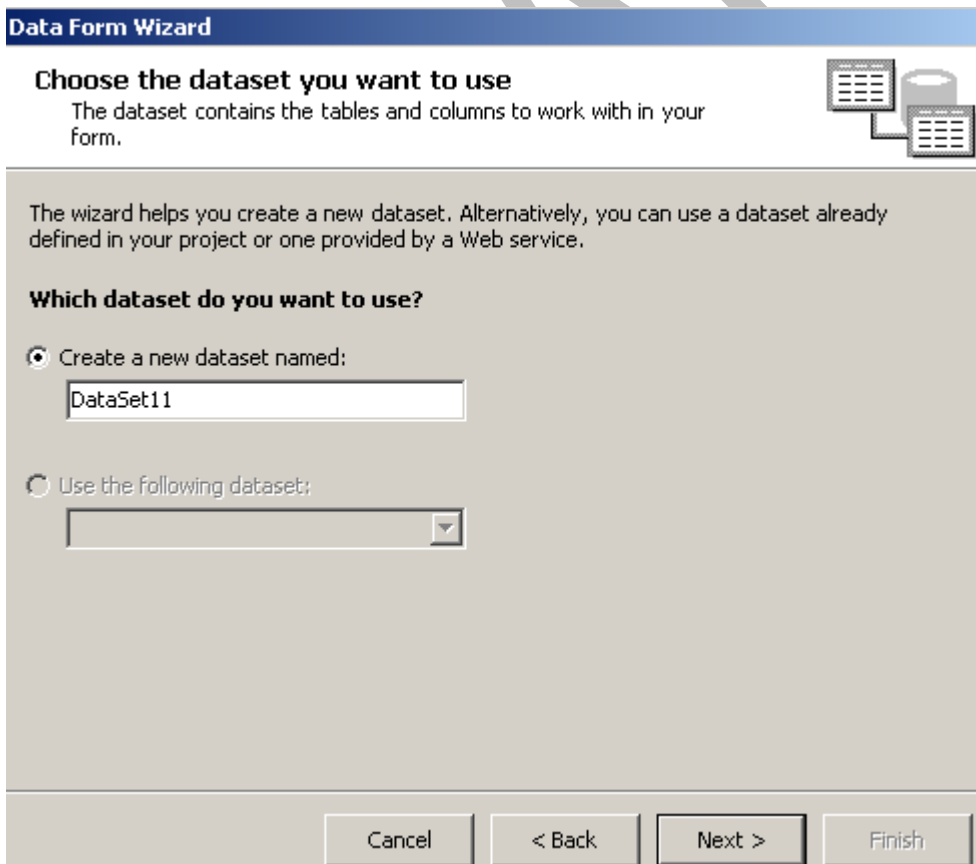 Data Form Wizard
Choose the dataset you want to use
The dataset contains the tables and columns to work with in your
form.
The wizard helps you create a new dataset. Alternatively, you can use a dataset already
defined in your project or one provided by a Web service.
Which dataset do you want to use?
Create a new dataset named:
DataSet11
Use the following dataset:
Cancel
< Back
Next >
Finish